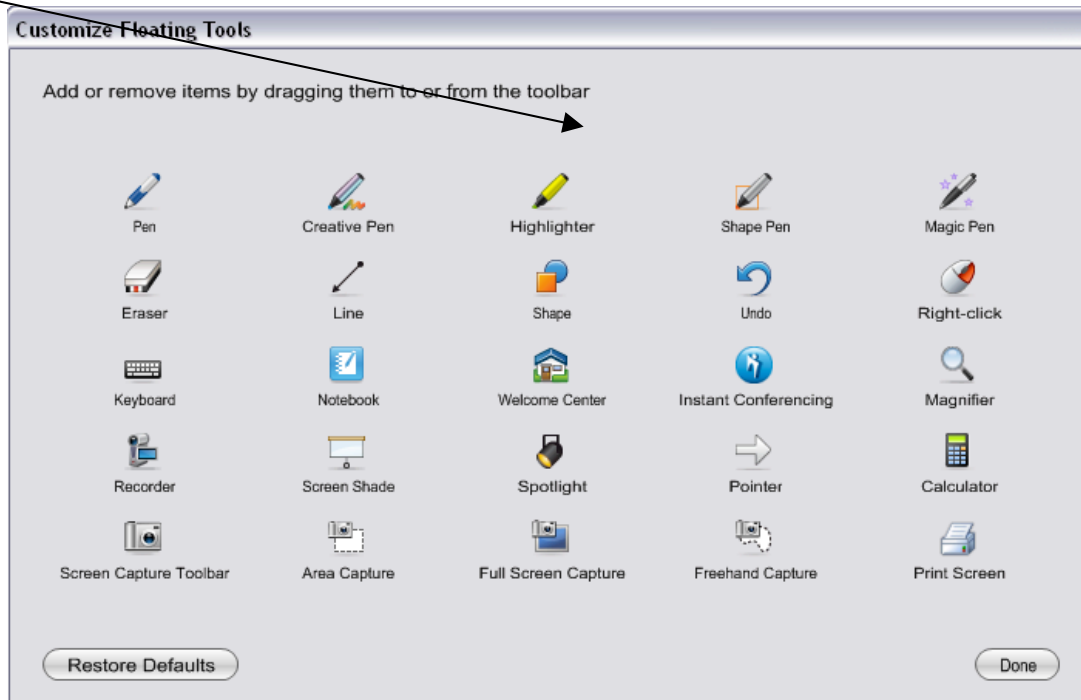 Customize Floating Tools
Add or remove items by dragging them to or from the toolbar
Pen Creative Pen Highlighter Shape Pen Magic Pen
Eraser Line Shape Undo Right-click
Keyboard Notebook Welcome Center Instant Conferencing Magnifier
Recorder Screen Shade Spotlight Pointer Calculator
Screen Capture Toolbar Area Capture Full Screen Capture Freehand Capture Print Screen
Restore Defaults Done